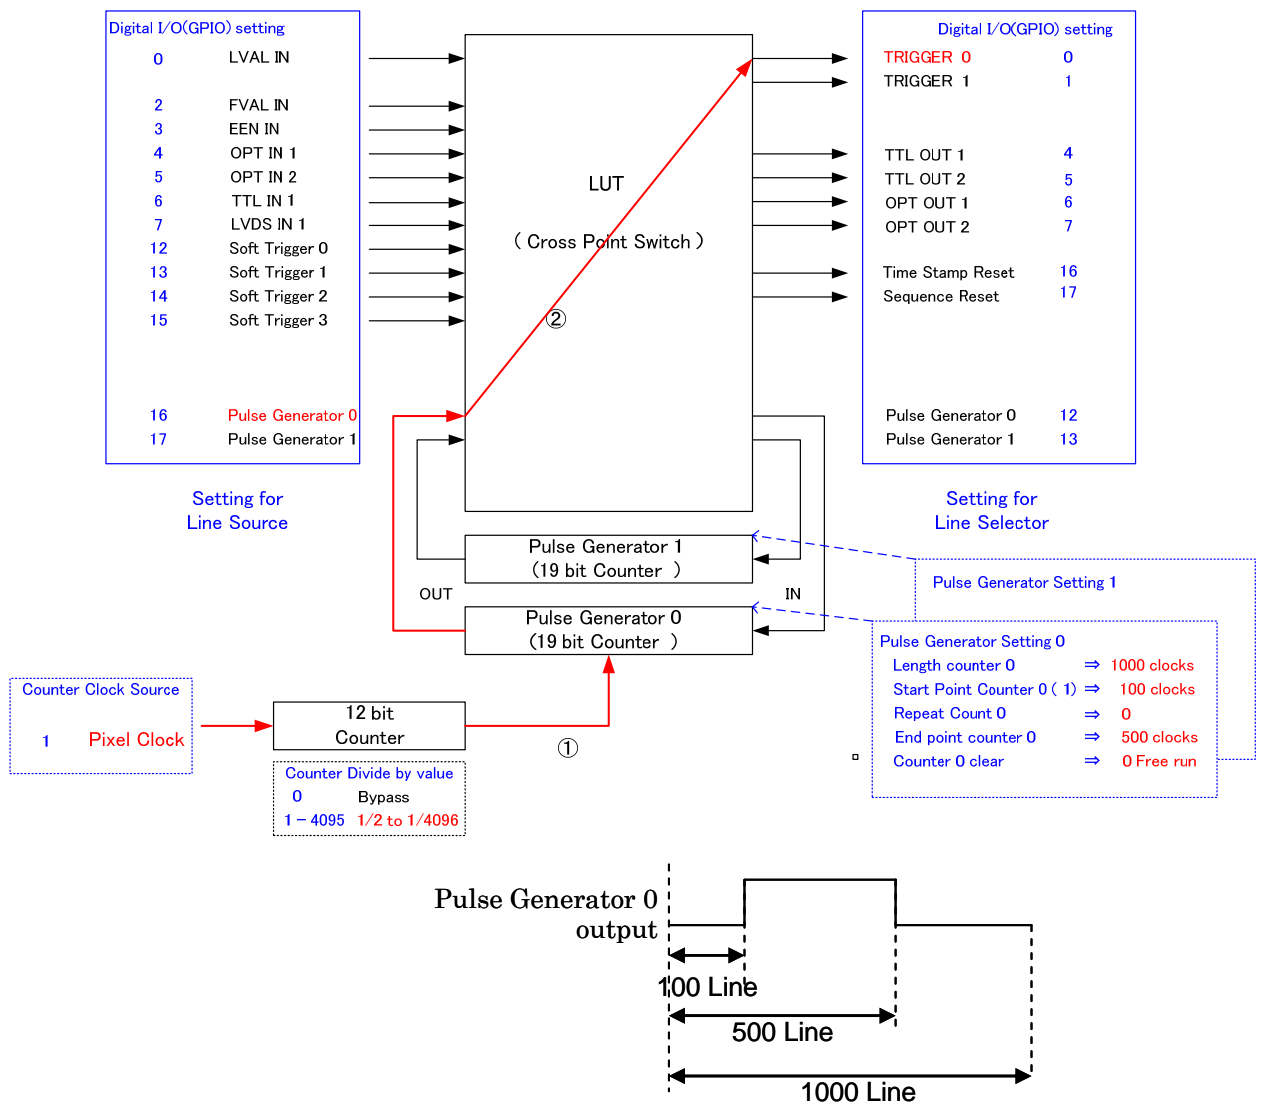 Digital I/O(GPIO) setting
0 LVAL IN
2 FVAL IN
3 EEN IN
4 OPT IN 1
5 OPT IN 2
6 TTL IN 1
7 LVDS IN 1
12 Soft Trigger 0
13 Soft Trigger 1
14 Soft Trigger 2
15 Soft Trigger 3
16 Pulse Generator 0
17 Pulse Generator 1
Setting for
Line Source
LUT
( Cross Point Switch )
②
Digital I/O(GPIO) setting
TRIGGER 0 0
TRIGGER 1 1
TTL OUT 1 4
TTL OUT 2 5
OPT OUT 1 6
OPT OUT 2 7
Time Stamp Reset 16
Sequence Reset 17
Pulse Generator 0 12
Pulse Generator 1 13
Setting for
Line Selector
Pulse Generator 1
(19 bit Counter )
OUT
IN
Pulse Generator 0
(19 bit Counter )
Pulse Generator Setting 1
Pulse Generator Setting 0
Length counter 0 ⇒ 1000 clocks
Start Point Counter 0 ( 1) ⇒ 100 clocks
Repeat Count 0 ⇒ 0
End point counter 0 ⇒ 500 clocks
Counter 0 clear ⇒ 0 Free run
Counter Clock Source
1 Pixel Clock
12 bit
Counter
①
Counter Divide by value
0 Bypass
1 - 4095 1/2 to 1/4096
Pulse Generator 0
output
100 Line
500 Line
1000 Line